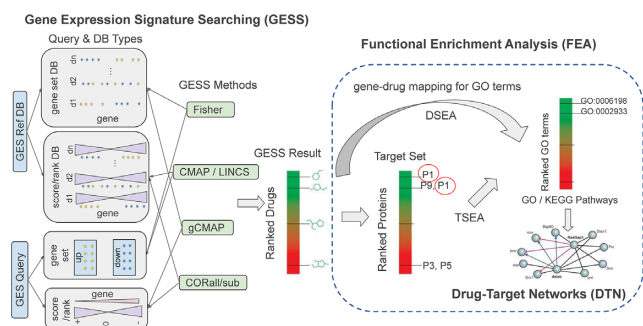 Gene Expression Signature Searching (GESS)
Query & DB Types
GES Ref DB
gene set DB
dn
...
d2
d1
gene
score/rank DB
dn
...
d2
d1
gene
GES Query
gene set
up
down
score /rank
gene
+
0
-
GESS Methods
Fisher
CMAP / LINCS
gCMAP
CORall/sub
GESS Result
Ranked Drugs
Functional Enrichment Analysis (FEA)
gene-drug mapping for GO terms
DSEA
Target Set
Ranked Proteins
P1
P9, P1
P3, P5
TSEA
Ranked GO terms
GO:0006198
GO:0002933
GO / KEGG Pathways
Drug-Target Networks (DTN)